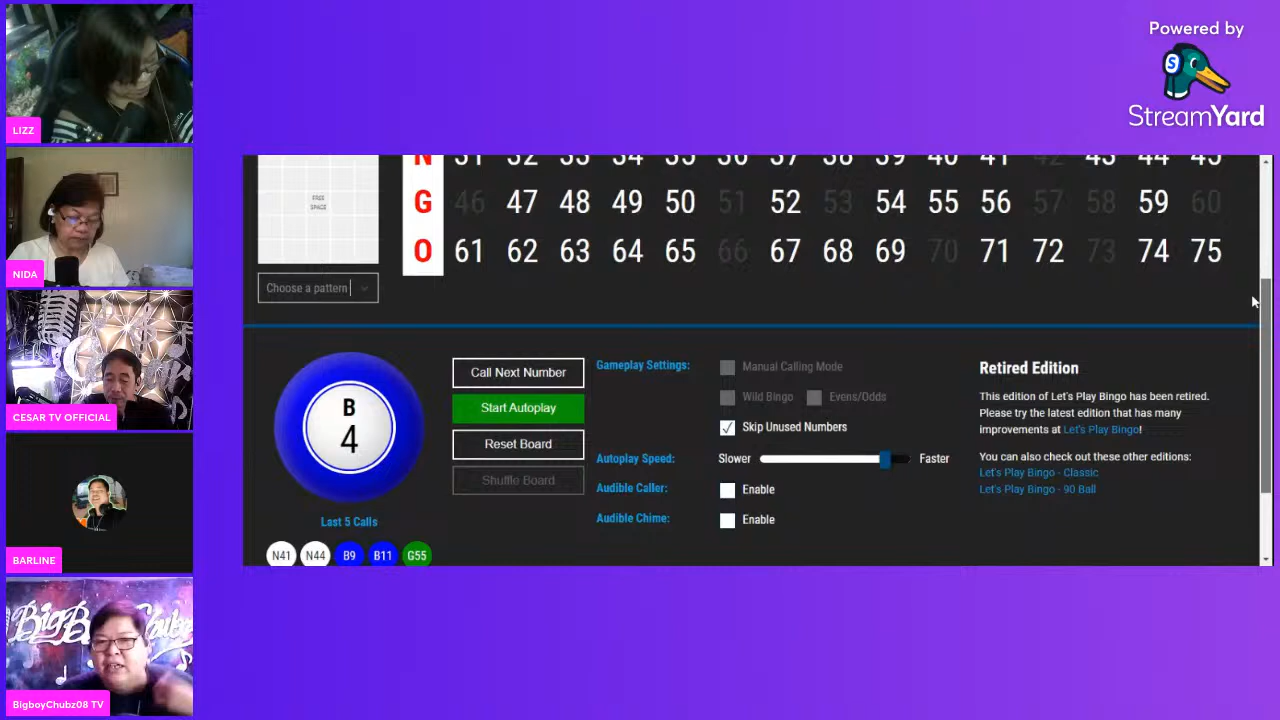 Powered by
StreamYard
LIZZ
NIDA
CESAR TV OFFICIAL
BARLINE
BigboyChubz08 TV
FREE
SPACE
Choose a pattern
N 31 32 33 34 35 36 37 38 39 40 41 42 43 44 45
G 46 47 48 49 50 51 52 53 54 55 56 57 58 59 60
O 61 62 63 64 65 66 67 68 69 70 71 72 73 74 75
B
4
Last 5 Calls
N41 N44 B9 B11 G55
Call Next Number
Start Autoplay
Reset Board
Shuffle Board
Gameplay Settings:
Manual Calling Mode
Wild Bingo Evens/Odds
Skip Unused Numbers
Autoplay Speed: Slower Faster
Audible Caller: Enable
Audible Chime: Enable
Retired Edition
This edition of Let's Play Bingo has been retired.
Please try the latest edition that has many
improvements at Let's Play Bingo!
You can also check out these other editions:
Let's Play Bingo - Classic
Let's Play Bingo - 90 Ball